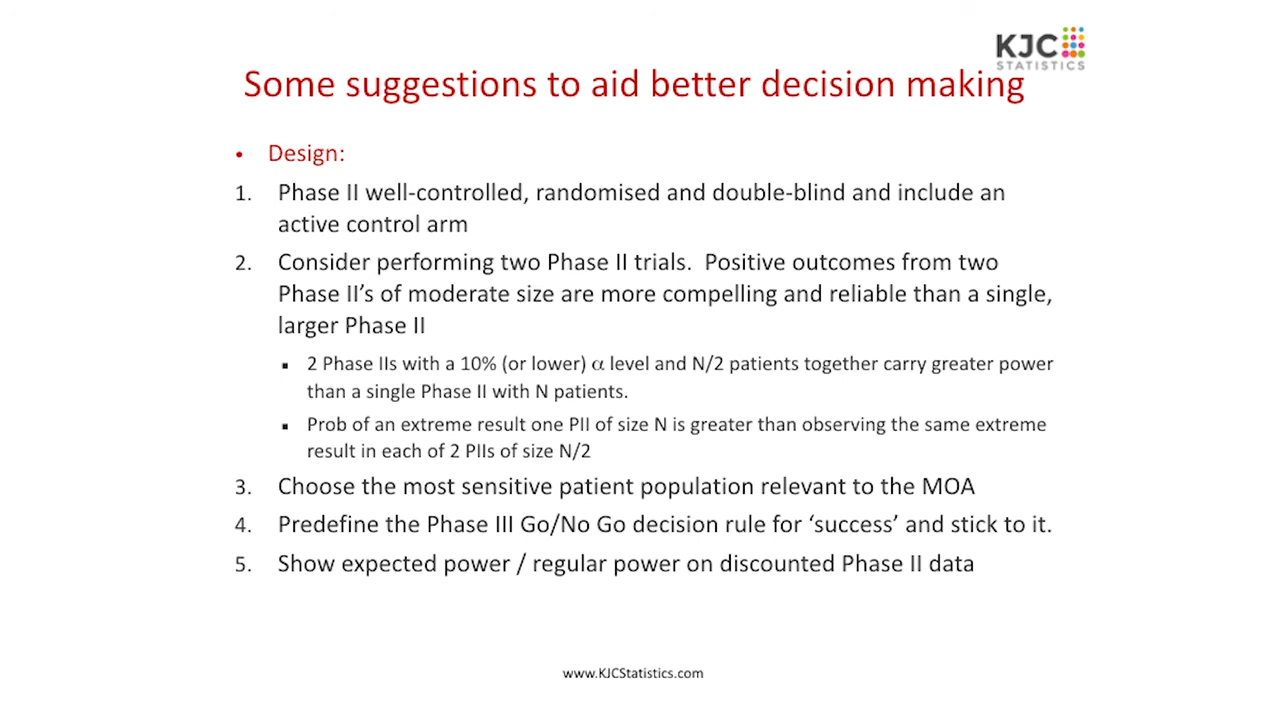 KJC
STATISTICS
Some suggestions to aid better decision making
• Design:
1. Phase II well-controlled, randomised and double-blind and include an
active control arm
2. Consider performing two Phase II trials.  Positive outcomes from two
Phase II’s of moderate size are more compelling and reliable than a single,
larger Phase II
▪ 2 Phase IIs with a 10% (or lower) α level and N/2 patients together carry greater power
than a single Phase II with N patients.
▪ Prob of an extreme result one PII of size N is greater than observing the same extreme
result in each of 2 PIIs of size N/2
3. Choose the most sensitive patient population relevant to the MOA
4. Predefine the Phase III Go/No Go decision rule for ‘success’ and stick to it.
5. Show expected power / regular power on discounted Phase II data
www.KJCStatistics.com